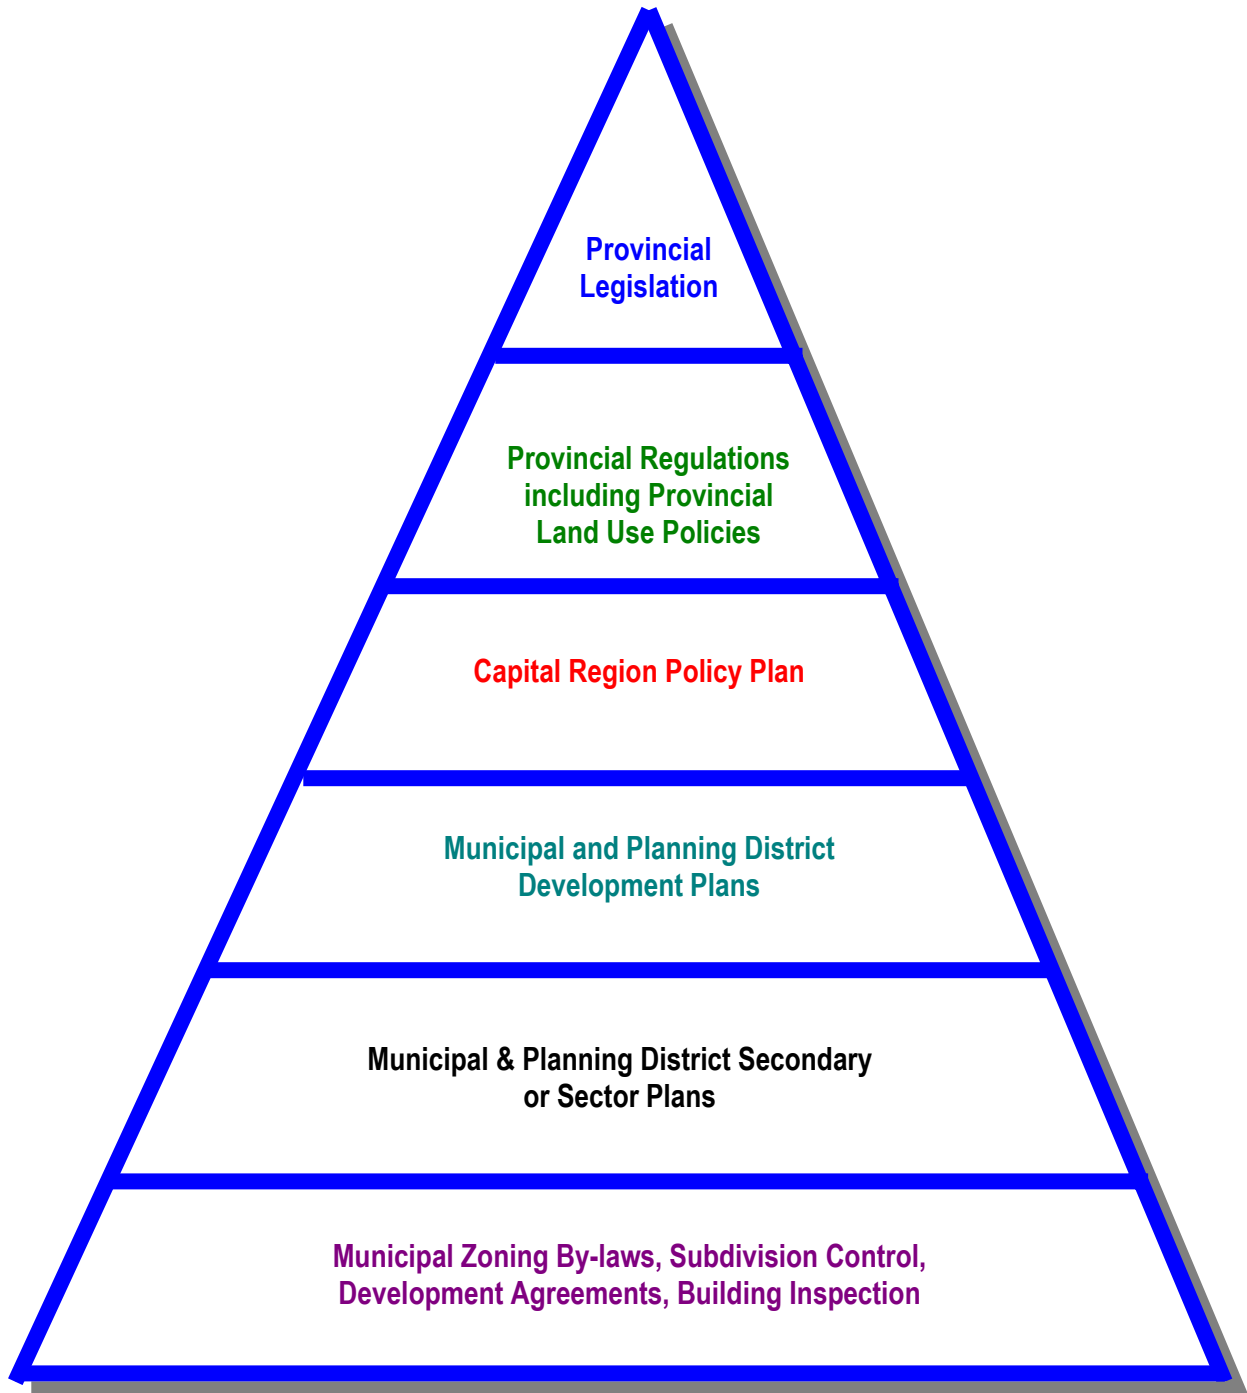 Provincial
Legislation
Provincial Regulations
including Provincial
Land Use Policies
Capital Region Policy Plan
Municipal and Planning District
Development Plans
Municipal & Planning District Secondary
or Sector Plans
Municipal Zoning By-laws, Subdivision Control,
Development Agreements, Building Inspection